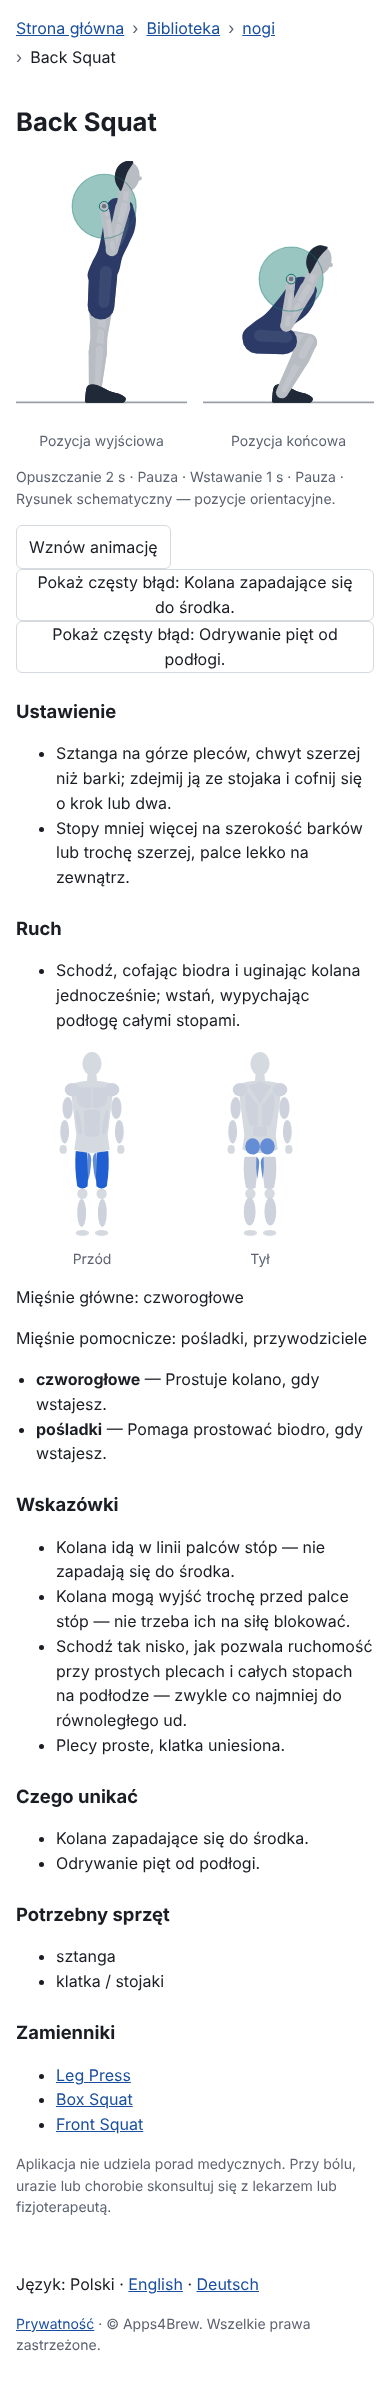 Strona główna › Biblioteka › nogi
› Back Squat
Back Squat
Pozycja wyjściowa
Pozycja końcowa
Opuszczanie 2 s · Pauza · Wstawanie 1 s · Pauza ·
Rysunek schematyczny — pozycje orientacyjne.
Wznów animację
Pokaż częsty błąd: Kolana zapadające się
do środka.
Pokaż częsty błąd: Odrywanie pięt od
podłogi.
Ustawienie
• Sztanga na górze pleców, chwyt szerzej
niż barki; zdejmij ją ze stojaka i cofnij się
o krok lub dwa.
• Stopy mniej więcej na szerokość barków
lub trochę szerzej, palce lekko na
zewnątrz.
Ruch
• Schodź, cofając biodra i uginając kolana
jednocześnie; wstań, wypychając
podłogę całymi stopami.
Przód
Tył
Mięśnie główne: czworogłowe
Mięśnie pomocnicze: pośladki, przywodziciele
• czworogłowe — Prostuje kolano, gdy
wstajesz.
• pośladki — Pomaga prostować biodro, gdy
wstajesz.
Wskazówki
• Kolana idą w linii palców stóp — nie
zapadają się do środka.
• Kolana mogą wyjść trochę przed palce
stóp — nie trzeba ich na siłę blokować.
• Schodź tak nisko, jak pozwala ruchomość
przy prostych plecach i całych stopach
na podłodze — zwykle co najmniej do
równoległego ud.
• Plecy proste, klatka uniesiona.
Czego unikać
• Kolana zapadające się do środka.
• Odrywanie pięt od podłogi.
Potrzebny sprzęt
• sztanga
• klatka / stojaki
Zamienniki
• Leg Press
• Box Squat
• Front Squat
Aplikacja nie udziela porad medycznych. Przy bólu,
urazie lub chorobie skonsultuj się z lekarzem lub
fizjoterapeutą.
Język: Polski · English · Deutsch
Prywatność · © Apps4Brew. Wszelkie prawa
zastrzeżone.